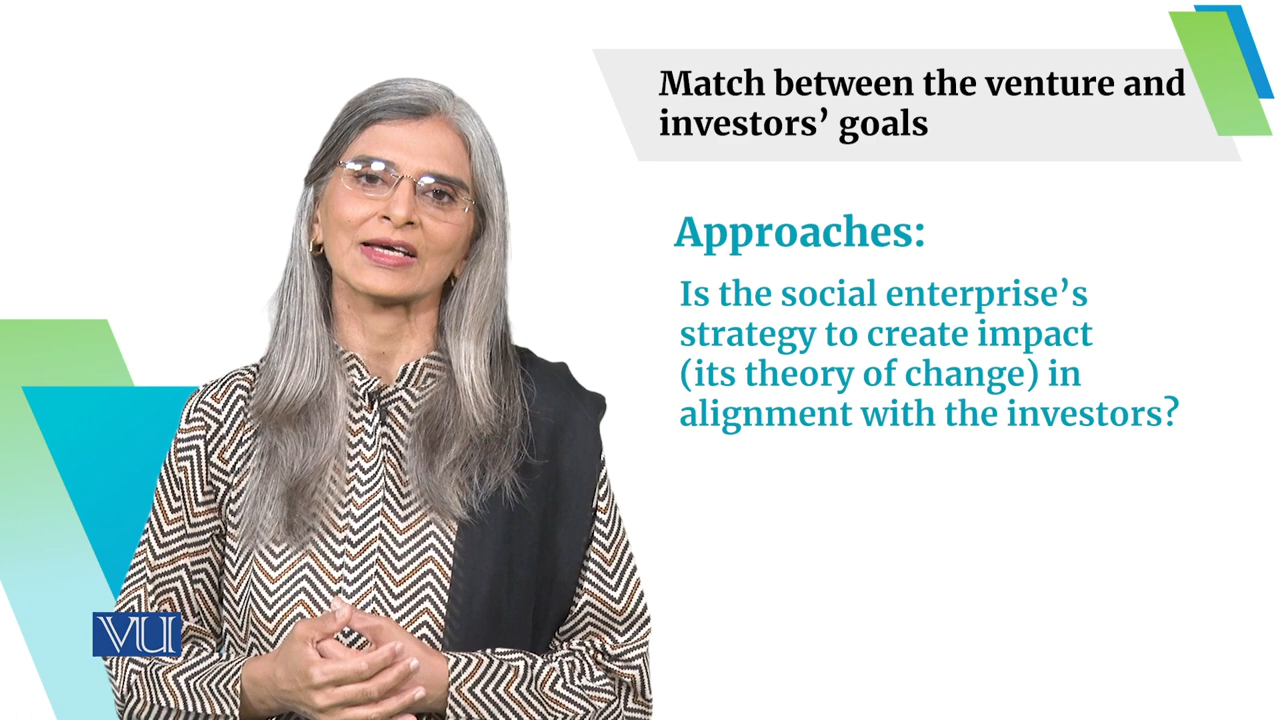 Match between the venture and
investors’ goals
Approaches:
Is the social enterprise’s
strategy to create impact
(its theory of change) in
alignment with the investors?
VU